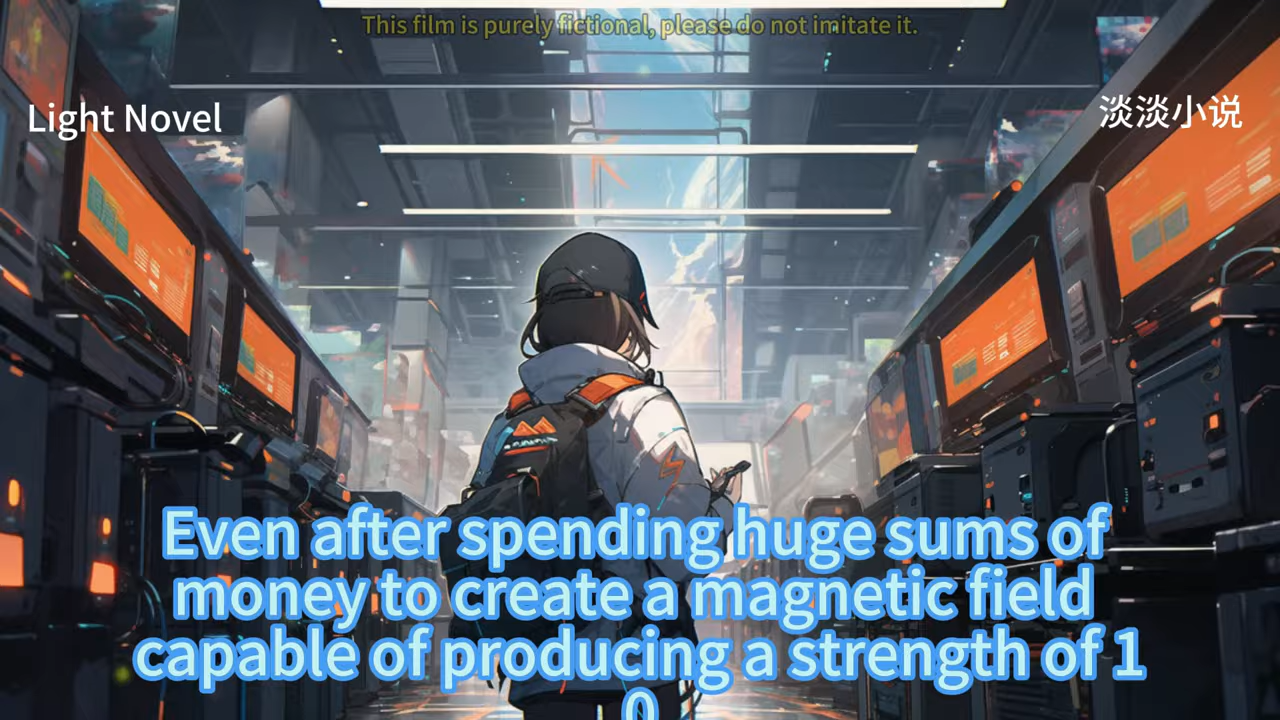 This film is purely fictional, please do not imitate it.
Light Novel
淡淡小说
Even after spending huge sums of
money to create a magnetic field
capable of producing a strength of 1
0